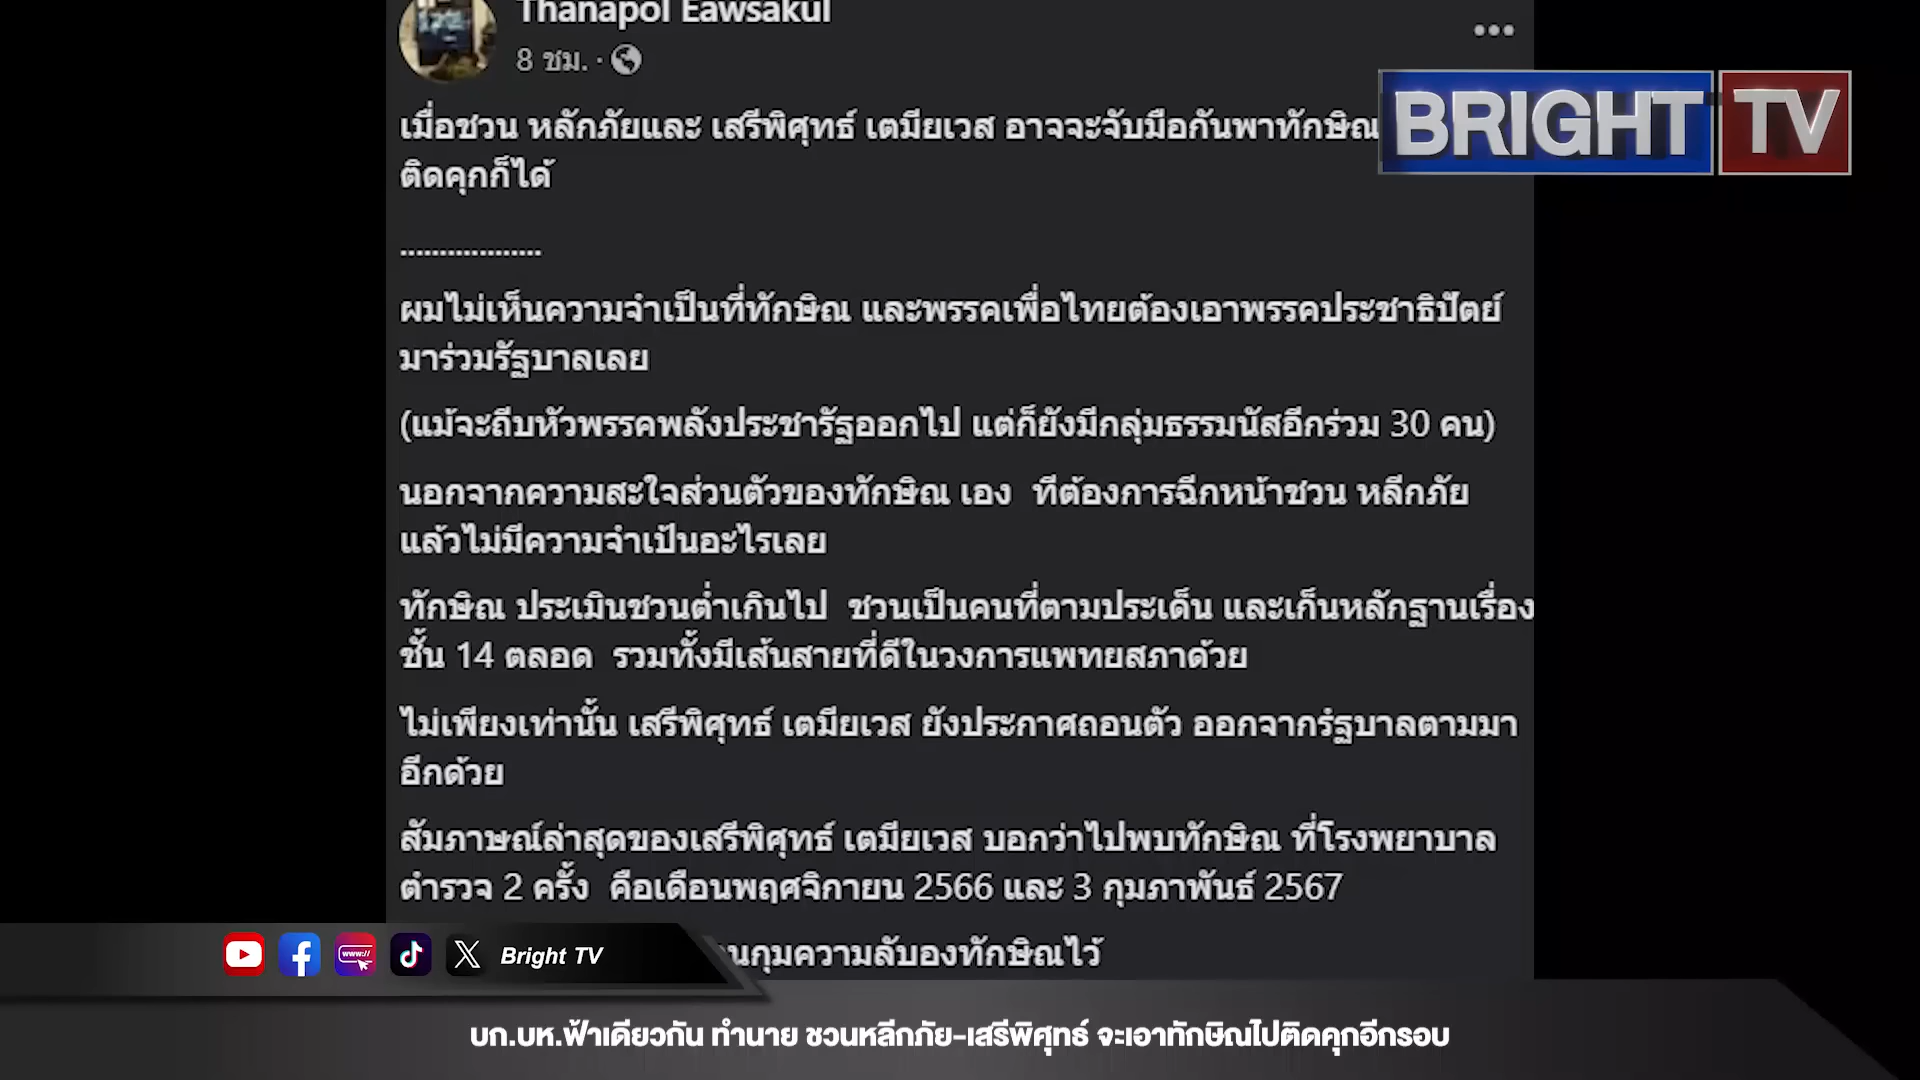 Thanapol Eawsakul
8 ชม. ·
BRIGHT TV
เมื่อชวน หลักภัยและ เสรีพิศุทธ์ เตมียเวส อาจจะจับมือกันพาทักษิณ
ติดคุกก็ได้
..................
ผมไม่เห็นความจำเป็นที่ทักษิณ และพรรคเพื่อไทยต้องเอาพรรคประชาธิปัตย์
มาร่วมรัฐบาลเลย
(แม้จะถีบหัวพรรคพลังประชารัฐออกไป แต่ก็ยังมีกลุ่มธรรมนัสอีกร่วม 30 คน)
นอกจากความสะใจส่วนตัวของทักษิณ เอง ทีต้องการฉีกหน้าชวน หลีกภัย
แล้วไม่มีความจำเป้นอะไรเลย
ทักษิณ ประเมินชวนต่ำเกินไป ชวนเป็นคนที่ตามประเด็น และเก็นหลักฐานเรื่อง
ชั้น 14 ตลอด รวมทั้งมีเส้นสายที่ดีในวงการแพทยสภาด้วย
ไม่เพียงเท่านั้น เสรีพิศุทธ์ เตมียเวส ยังประกาศถอนตัว ออกจากรํฐบาลตามมา
อีกด้วย
สัมภาษณ์ล่าสุดของเสรีพิศุทธ์ เตมียเวส บอกว่าไปพบทักษิณ ที่โรงพยาบาล
ตำรวจ 2 ครั้ง คือเดือนพฤศจิกายน 2566 และ 3 กุมภาพันธ์ 2567
นกุมความลับองทักษิณไว้
www://
Bright TV
บก.บห.ฟ้าเดียวกัน ทำนาย ชวนหลีกภัย-เสรีพิศุทธ์ จะเอาทักษิณไปติดคุกอีกรอบ